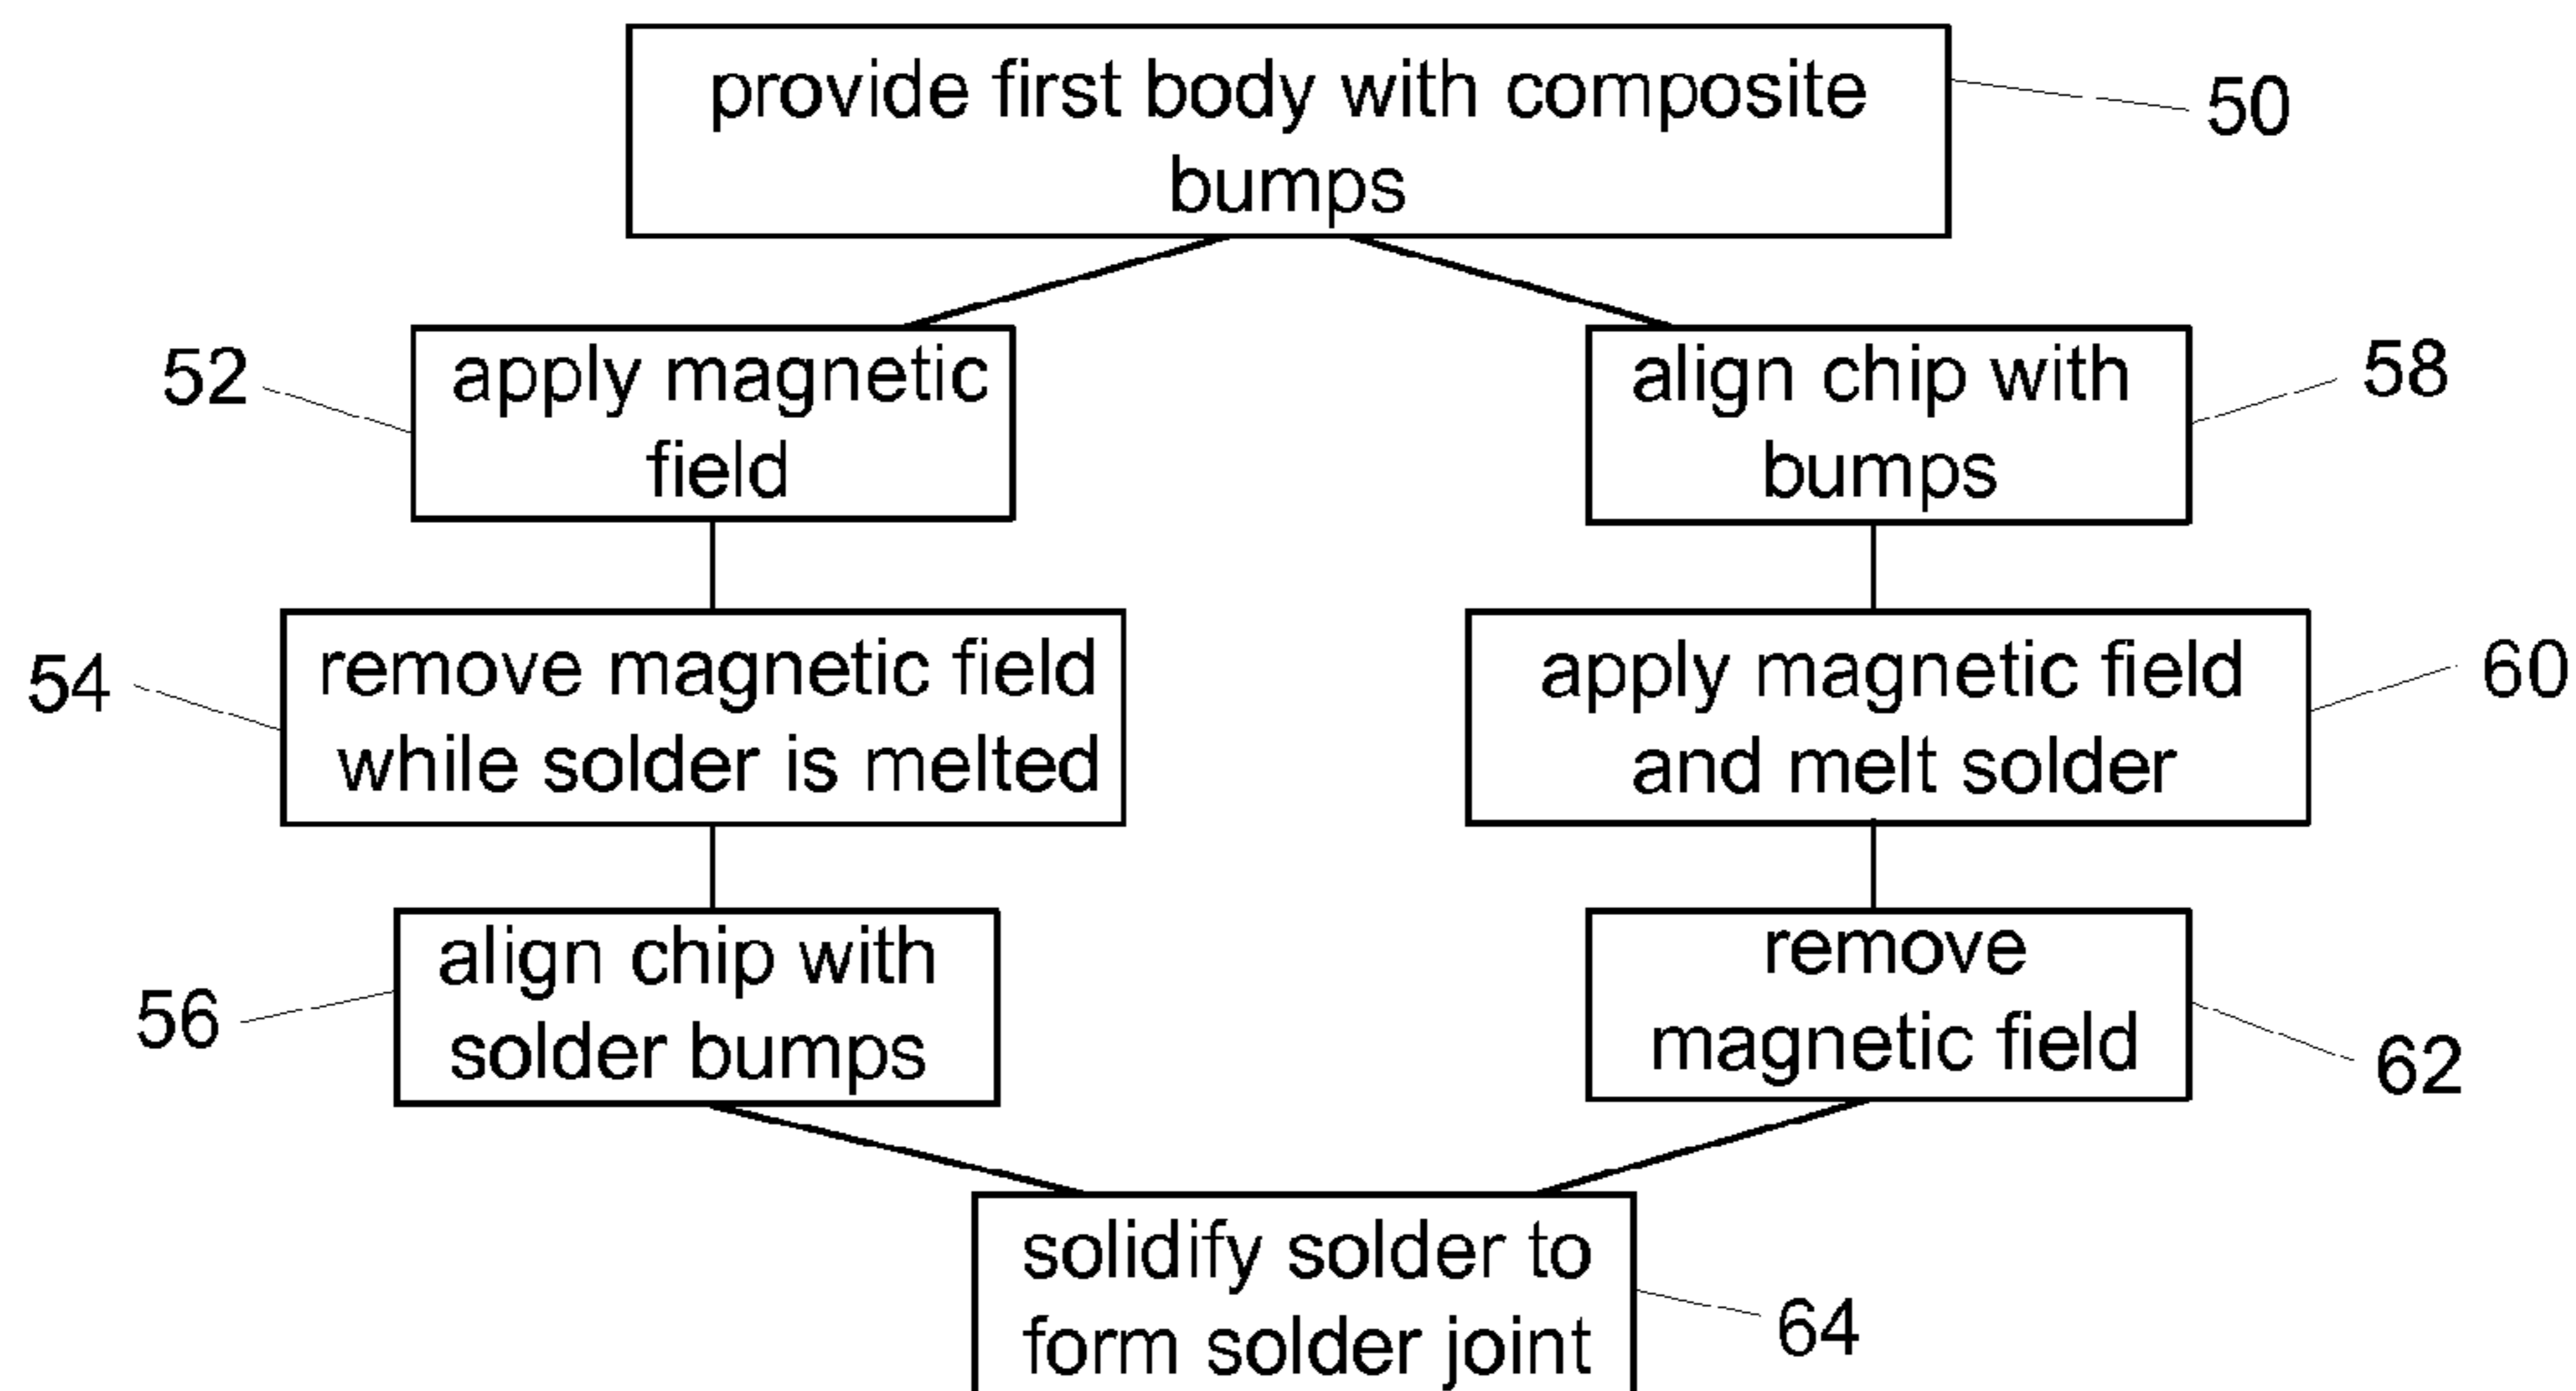 provide first body with composite
bumps
50
52
apply magnetic
field
align chip with
bumps
58
54
remove magnetic field
while solder is melted
apply magnetic field
and melt solder
60
56
align chip with
solder bumps
remove
magnetic field
62
solidify solder to
form solder joint
64